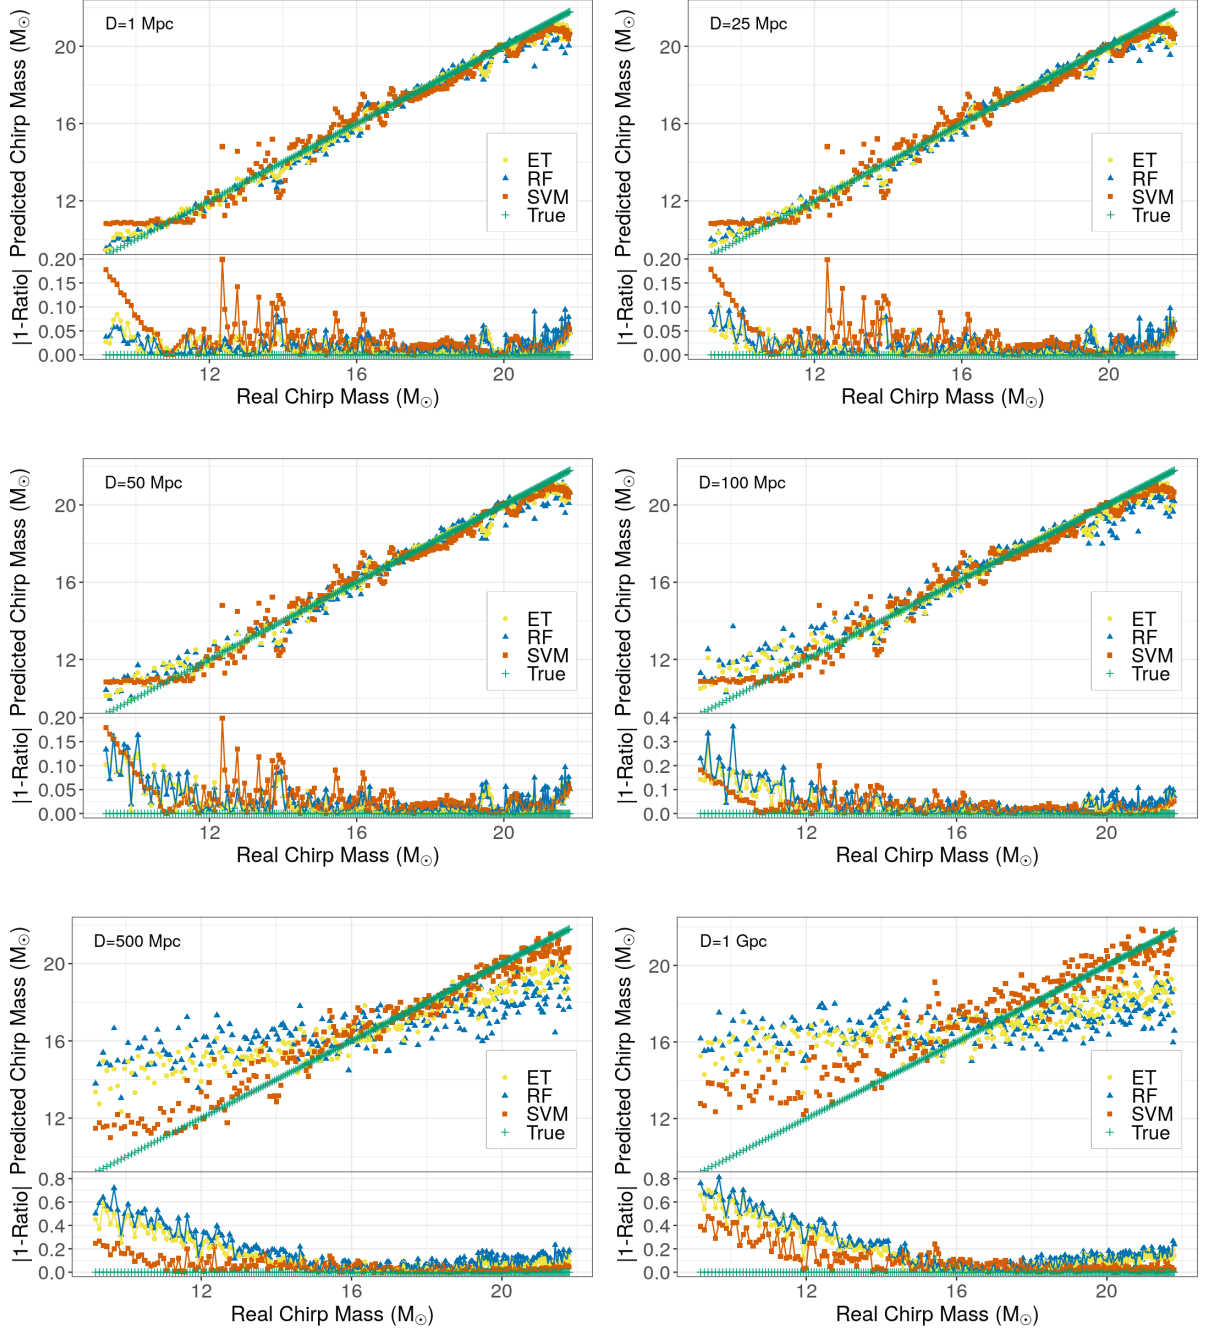 D=1 Mpc
Predicted Chirp Mass (M☉)
20
16
12
ET
RF
SVM
True
|1-Ratio|
0.20
0.15
0.10
0.05
0.00
12 16 20
Real Chirp Mass (M☉)
D=25 Mpc
Predicted Chirp Mass (M☉)
20
16
12
ET
RF
SVM
True
|1-Ratio|
0.20
0.15
0.10
0.05
0.00
12 16 20
Real Chirp Mass (M☉)
D=50 Mpc
Predicted Chirp Mass (M☉)
20
16
12
ET
RF
SVM
True
|1-Ratio|
0.20
0.15
0.10
0.05
0.00
12 16 20
Real Chirp Mass (M☉)
D=100 Mpc
Predicted Chirp Mass (M☉)
20
16
12
ET
RF
SVM
True
|1-Ratio|
0.4
0.3
0.2
0.1
0.0
12 16 20
Real Chirp Mass (M☉)
D=500 Mpc
Predicted Chirp Mass (M☉)
20
16
12
ET
RF
SVM
True
|1-Ratio|
0.8
0.6
0.4
0.2
0.0
12 16 20
Real Chirp Mass (M☉)
D=1 Gpc
Predicted Chirp Mass (M☉)
20
16
12
ET
RF
SVM
True
|1-Ratio|
0.8
0.6
0.4
0.2
0.0
12 16 20
Real Chirp Mass (M☉)